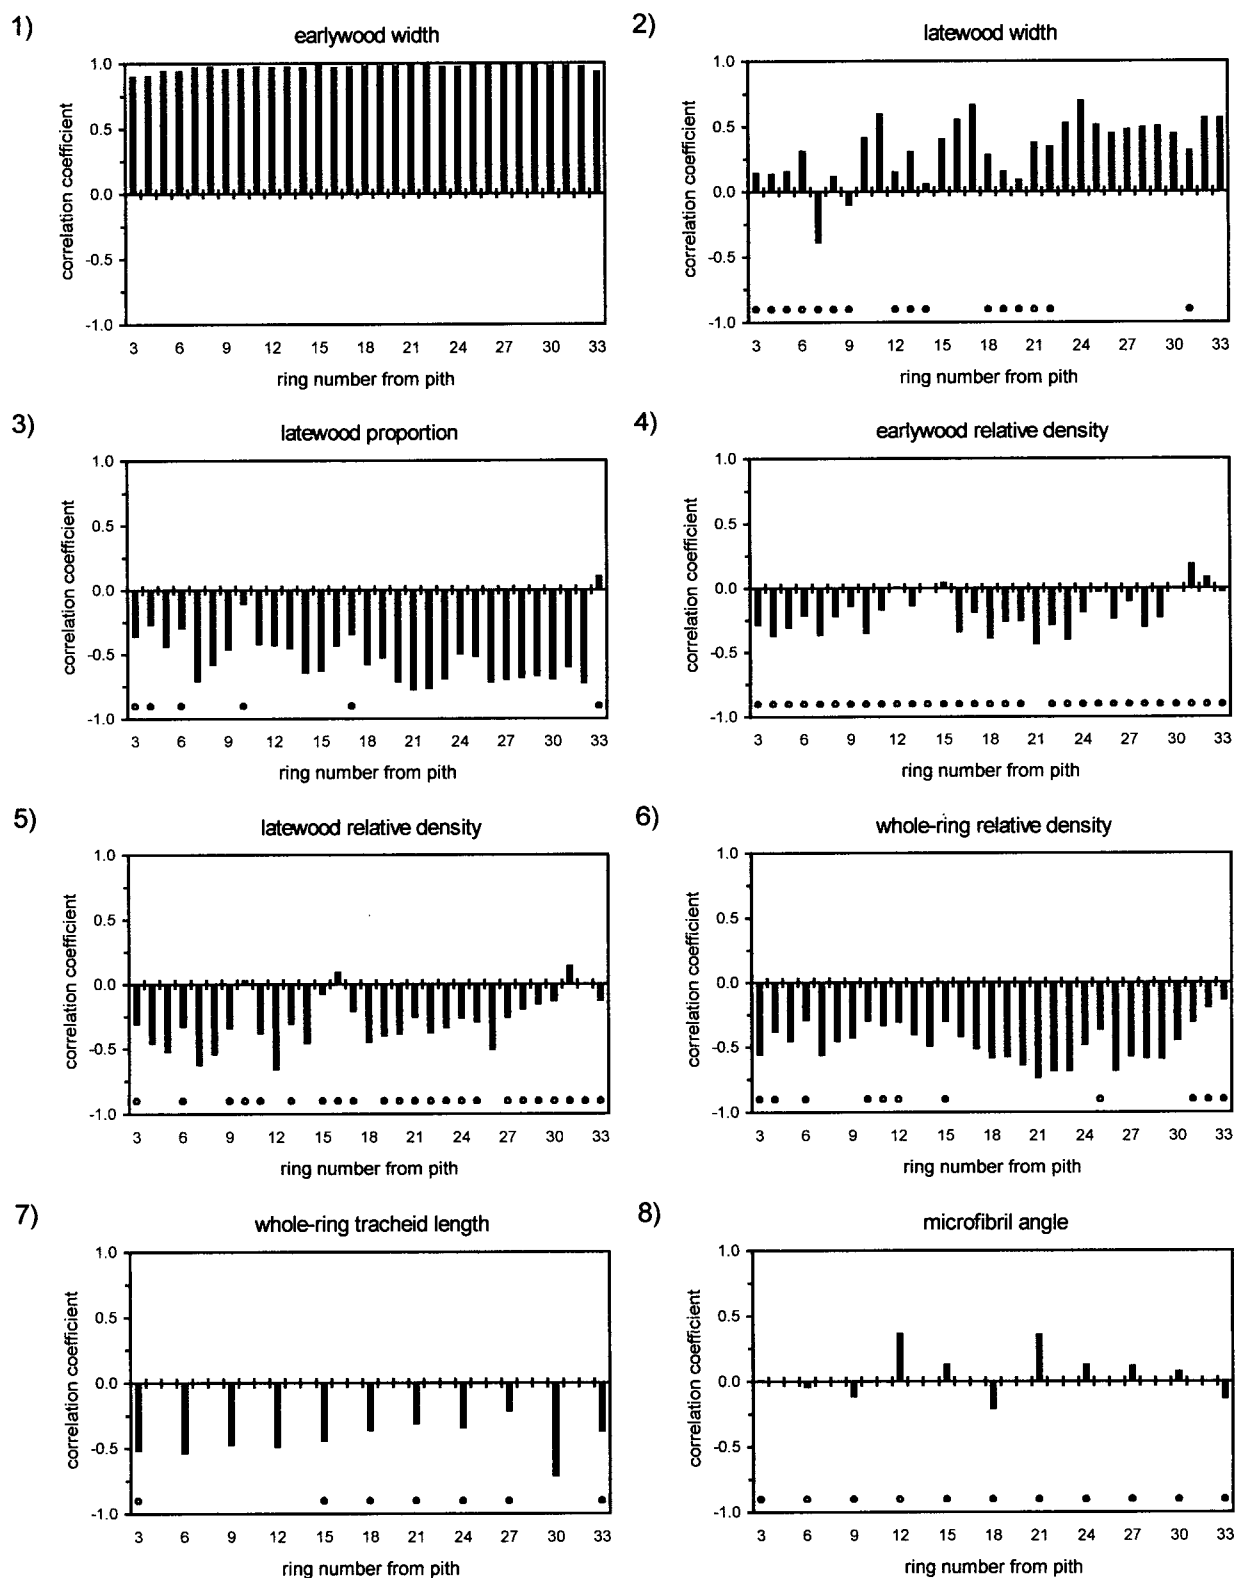 1)
earlywood width
correlation coefficient
1.0
0.5
0.0
-0.5
-1.0
3 6 9 12 15 18 21 24 27 30 33
ring number from pith
2)
latewood width
correlation coefficient
1.0
0.5
0.0
-0.5
-1.0
3 6 9 12 15 18 21 24 27 30 33
ring number from pith
3)
latewood proportion
correlation coefficient
1.0
0.5
0.0
-0.5
-1.0
3 6 9 12 15 18 21 24 27 30 33
ring number from pith
4)
earlywood relative density
correlation coefficient
1.0
0.5
0.0
-0.5
-1.0
3 6 9 12 15 18 21 24 27 30 33
ring number from pith
5)
latewood relative density
correlation coefficient
1.0
0.5
0.0
-0.5
-1.0
3 6 9 12 15 18 21 24 27 30 33
ring number from pith
6)
whole-ring relative density
correlation coefficient
1.0
0.5
0.0
-0.5
-1.0
3 6 9 12 15 18 21 24 27 30 33
ring number from pith
7)
whole-ring tracheid length
correlation coefficient
1.0
0.5
0.0
-0.5
-1.0
3 6 9 12 15 18 21 24 27 30 33
ring number from pith
8)
microfibril angle
correlation coefficient
1.0
0.5
0.0
-0.5
-1.0
3 6 9 12 15 18 21 24 27 30 33
ring number from pith